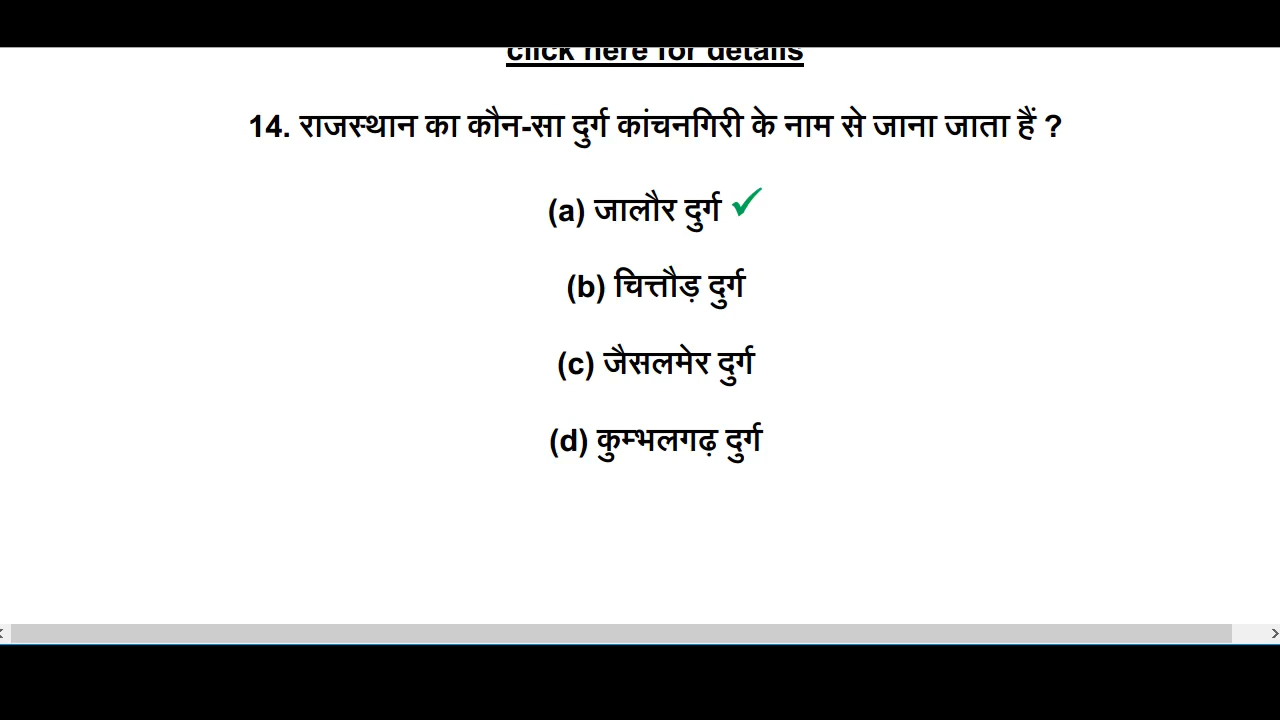 click here for details
14. राजस्थान का कौन-सा दुर्ग कांचनगिरी के नाम से जाना जाता हैं ?
(a) जालौर दुर्ग ✓
(b) चित्तौड़ दुर्ग
(c) जैसलमेर दुर्ग
(d) कुम्भलगढ़ दुर्ग